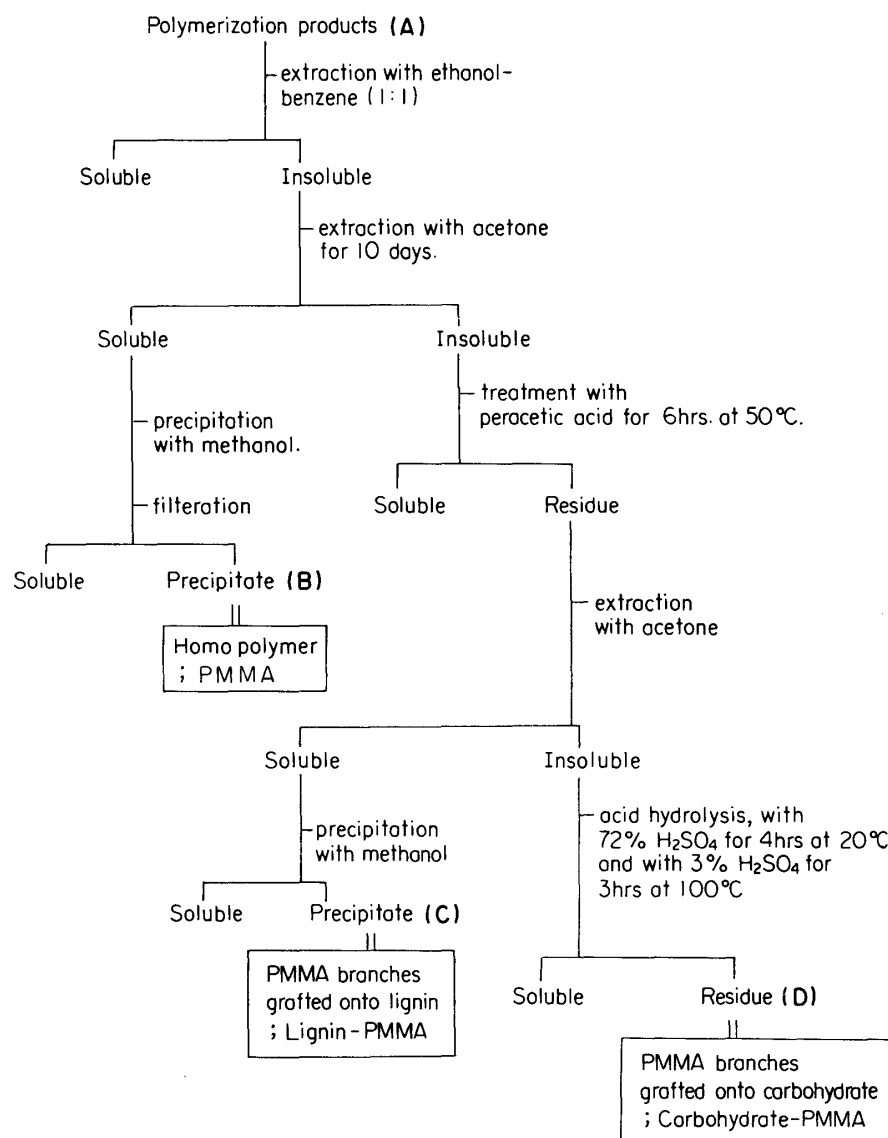 Polymerization products (A)
extraction with ethanol-
benzene (1:1)
Soluble
Insoluble
extraction with acetone
for 10 days.
Soluble
Insoluble
precipitation
with methanol.
filteration
treatment with
peracetic acid for 6hrs. at 50°C.
Soluble
Residue
Soluble
Precipitate (B)
Homo polymer
; PMMA
extraction
with acetone
Soluble
Insoluble
precipitation
with methanol
acid hydrolysis, with
72% H₂SO₄ for 4hrs at 20°C
and with 3% H₂SO₄ for
3hrs at 100°C
Soluble
Precipitate (C)
PMMA branches
grafted onto lignin
; Lignin-PMMA
Soluble
Residue (D)
PMMA branches
grafted onto carbohydrate
; Carbohydrate-PMMA